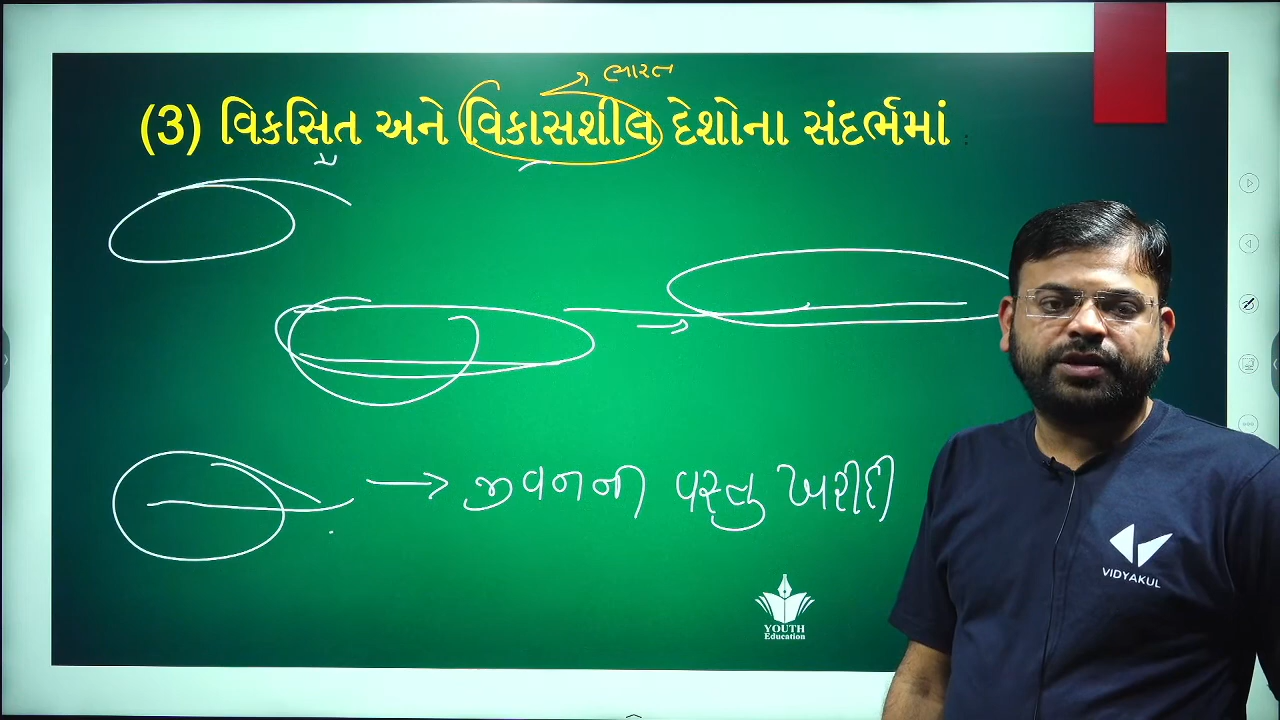 ભારત
(3) વિકસિત અને વિકાસશીલ દેશોના સંદર્ભમાં :
જીવનની વસ્તુ ખરીદી
VIDYAKUL
YOUTH
Education